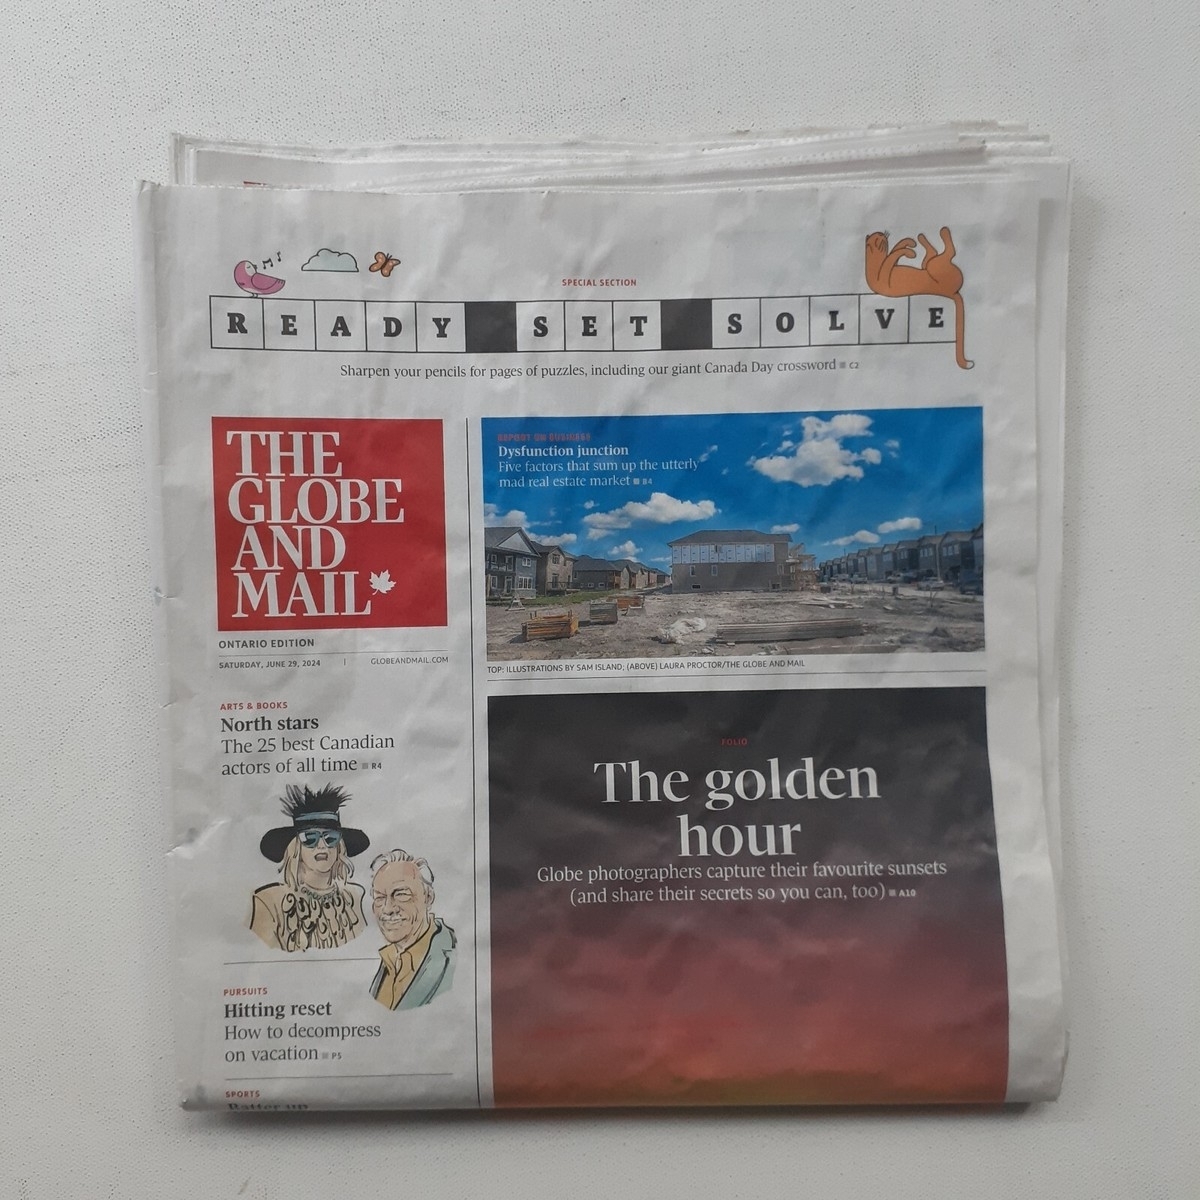 SPECIAL SECTION
READY SET SOLVE
Sharpen your pencils for pages of puzzles, including our giant Canada Day crossword ■ C2
THE
GLOBE
AND
MAIL
ONTARIO EDITION
SATURDAY, JUNE 29, 2024 | GLOBEANDMAIL.COM
ARTS & BOOKS
North stars
The 25 best Canadian
actors of all time ■ R4
PURSUITS
Hitting reset
How to decompress
on vacation ■ P5
SPORTS
Batter up
REPORT ON BUSINESS
Dysfunction junction
Five factors that sum up the utterly
mad real estate market ■ B4
TOP: ILLUSTRATIONS BY SAM ISLAND; (ABOVE) LAURA PROCTOR/THE GLOBE AND MAIL
FOLIO
The golden
hour
Globe photographers capture their favourite sunsets
(and share their secrets so you can, too) ■ A10